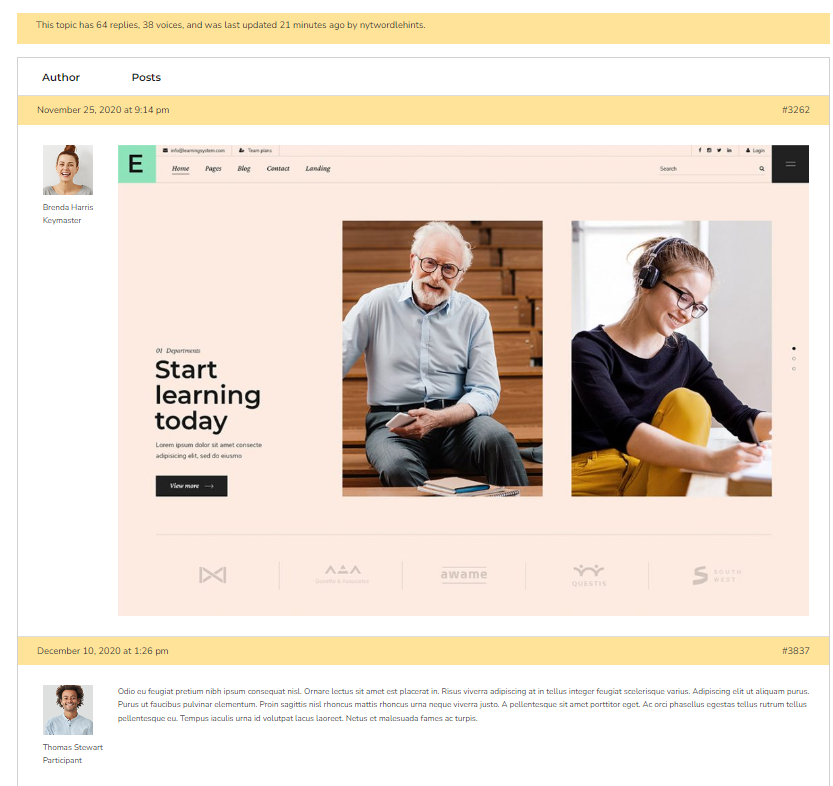 This topic has 64 replies, 38 voices, and was last updated 21 minutes ago by nytwordlehints.
Author Posts
November 25, 2020 at 9:14 pm #3262
Brenda Harris
Keymaster
E
info@learningsystem.com Team plans Login
Home Pages Blog Contact Landing Search
01 Departments
Start
learning
today
Lorem ipsum dolor sit amet consecte
adipisicing elit, sed do eiusmo
View more
awame
QUESTIS
SOUTH
WEST
December 10, 2020 at 1:26 pm #3837
Thomas Stewart
Participant
Odio eu feugiat pretium nibh ipsum consequat nisl. Ornare lectus sit amet est placerat in. Risus viverra adipiscing at in tellus integer feugiat scelerisque varius. Adipiscing elit ut aliquam purus.
Purus ut faucibus pulvinar elementum. Proin sagittis nisl rhoncus mattis rhoncus urna neque viverra justo. A pellentesque sit amet porttitor eget. Ac orci phasellus egestas tellus rutrum tellus
pellentesque eu. Tempus iaculis urna id volutpat lacus laoreet. Netus et malesuada fames ac turpis.